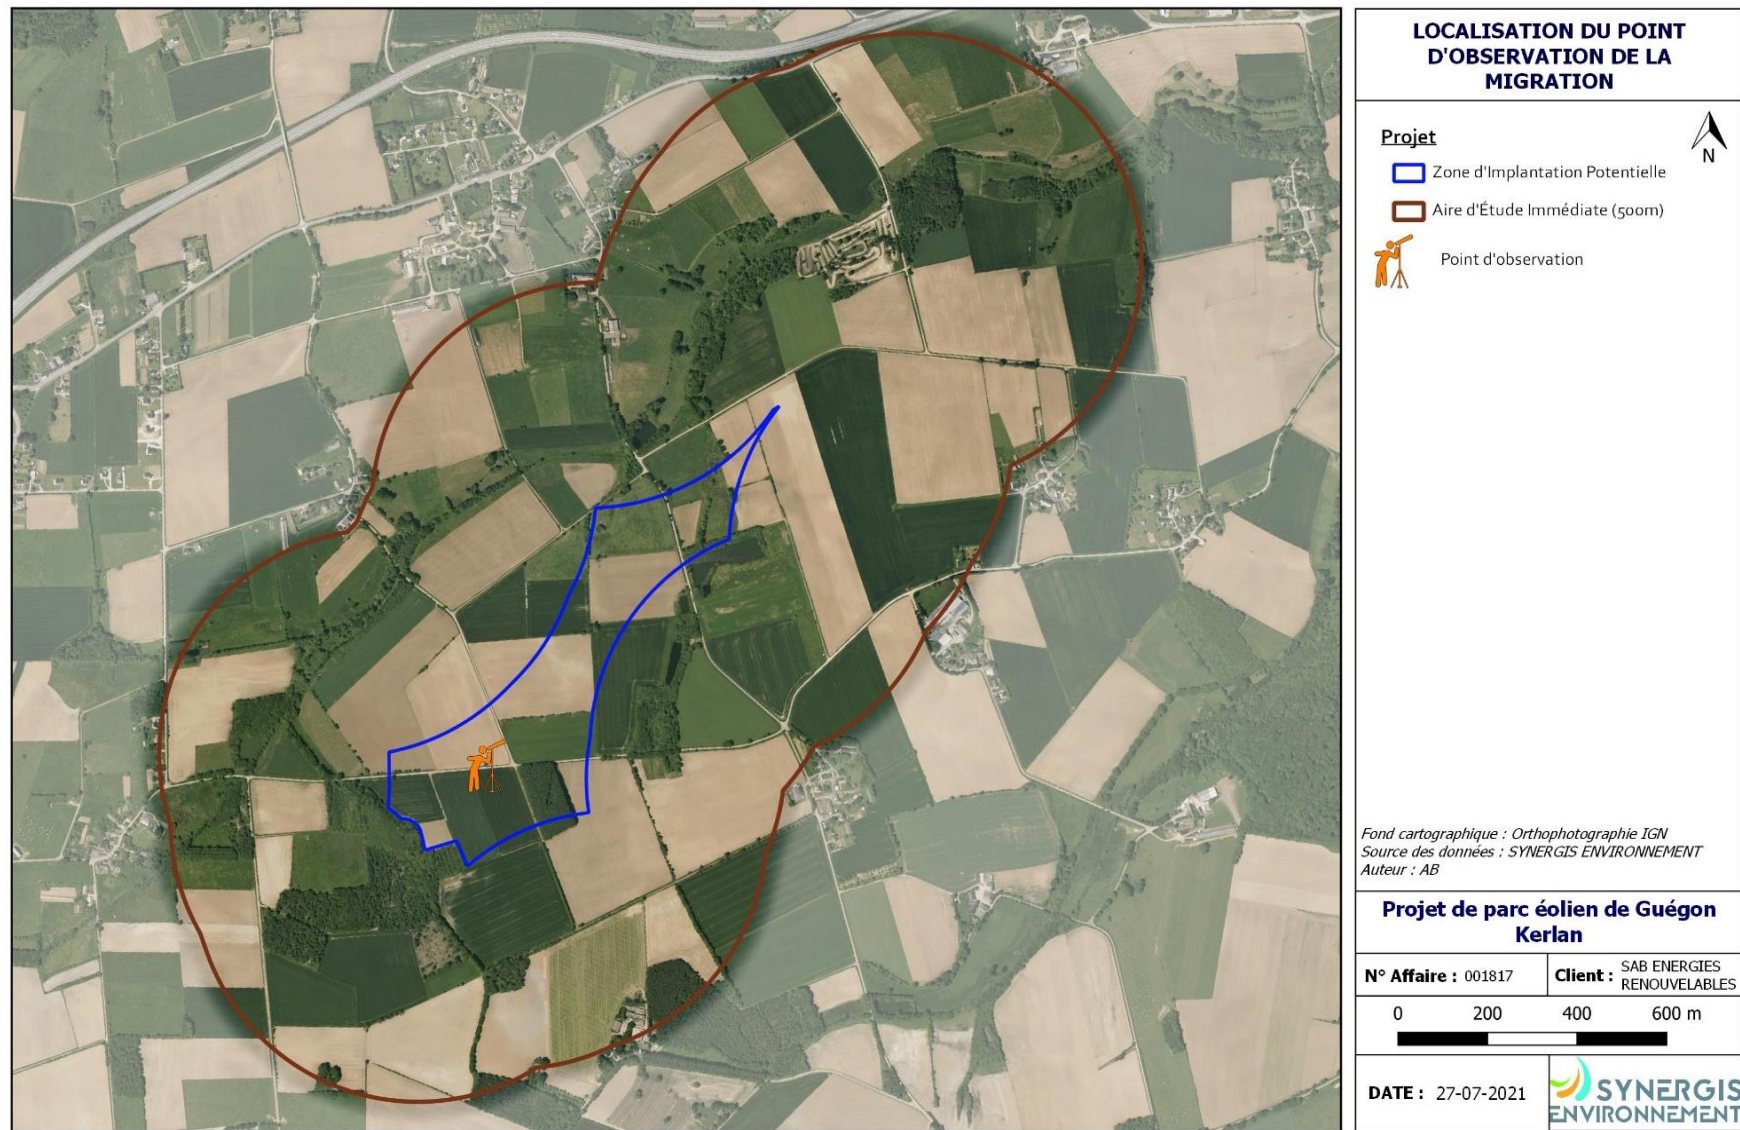 LOCALISATION DU POINT
D'OBSERVATION DE LA
MIGRATION
Projet
N
Zone d'Implantation Potentielle
Aire d'Étude Immédiate (500m)
Point d'observation
Fond cartographique : Orthophotographie IGN
Source des données : SYNERGIS ENVIRONNEMENT
Auteur : AB
Projet de parc éolien de Guégon
Kerlan
N° Affaire : 001817
Client : SAB ENERGIES
RENOUVELABLES
0 200 400 600 m
DATE : 27-07-2021
SYNERGIS
ENVIRONNEMENT